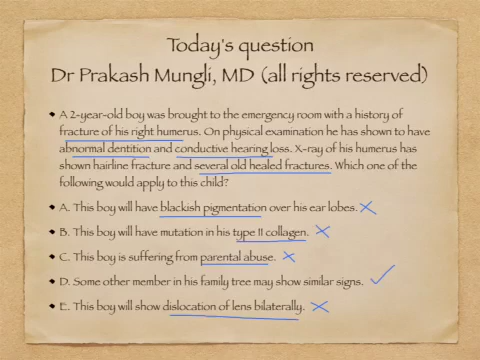 Today's question
Dr Prakash Mungli, MD (all rights reserved)
A 2-year-old boy was brought to the emergency room with a history of
fracture of his right humerus. On physical examination he has shown to have
abnormal dentition and conductive hearing loss. X-ray of his humerus has
shown hairline fracture and several old healed fractures. Which one of the
following would apply to this child?
A. This boy will have blackish pigmentation over his ear lobes.
B. This boy will have mutation in his type II collagen.
C. This boy is suffering from parental abuse.
D. Some other member in his family tree may show similar signs.
E. This boy will show dislocation of lens bilaterally.